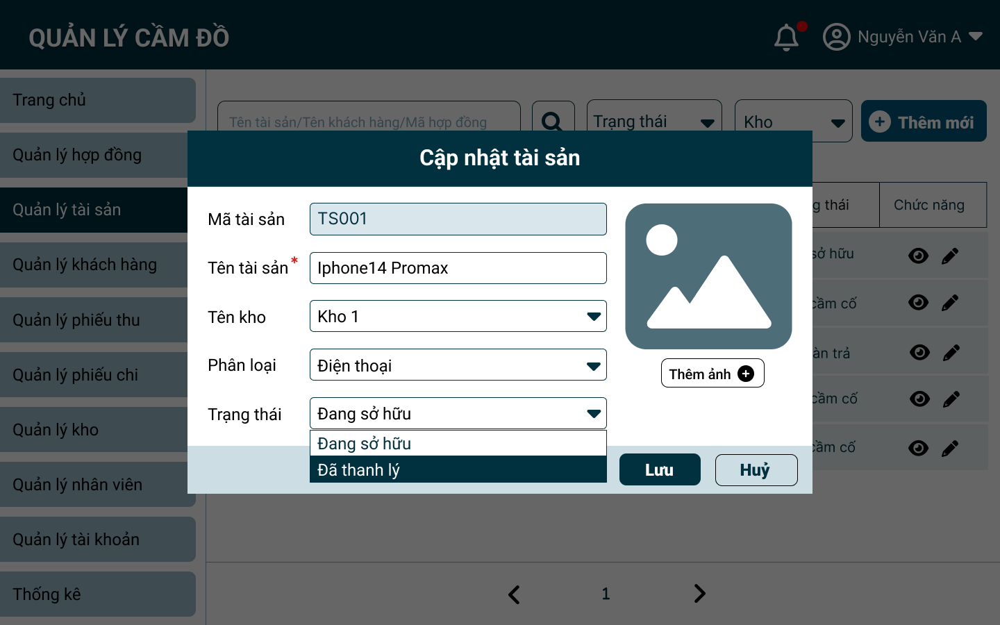 QUẢN LÝ CẦM ĐỒ
Nguyễn Văn A
Trang chủ
Quản lý hợp đồng
Quản lý tài sản
Quản lý khách hàng
Quản lý phiếu thu
Quản lý phiếu chi
Quản lý kho
Quản lý nhân viên
Quản lý tài khoản
Thống kê
Tên tài sản/Tên khách hàng/Mã hợp đồng
Trạng thái
Kho
Thêm mới
Cập nhật tài sản
Mã tài sản TS001
Tên tài sản* Iphone14 Promax
Tên kho Kho 1
Phân loại Điện thoại
Trạng thái Đang sở hữu
Đang sở hữu
Đã thanh lý
Thêm ảnh
Lưu Huỷ
thái Chức năng
sở hữu
cầm cố
trả
cầm cố
cầm cố
1